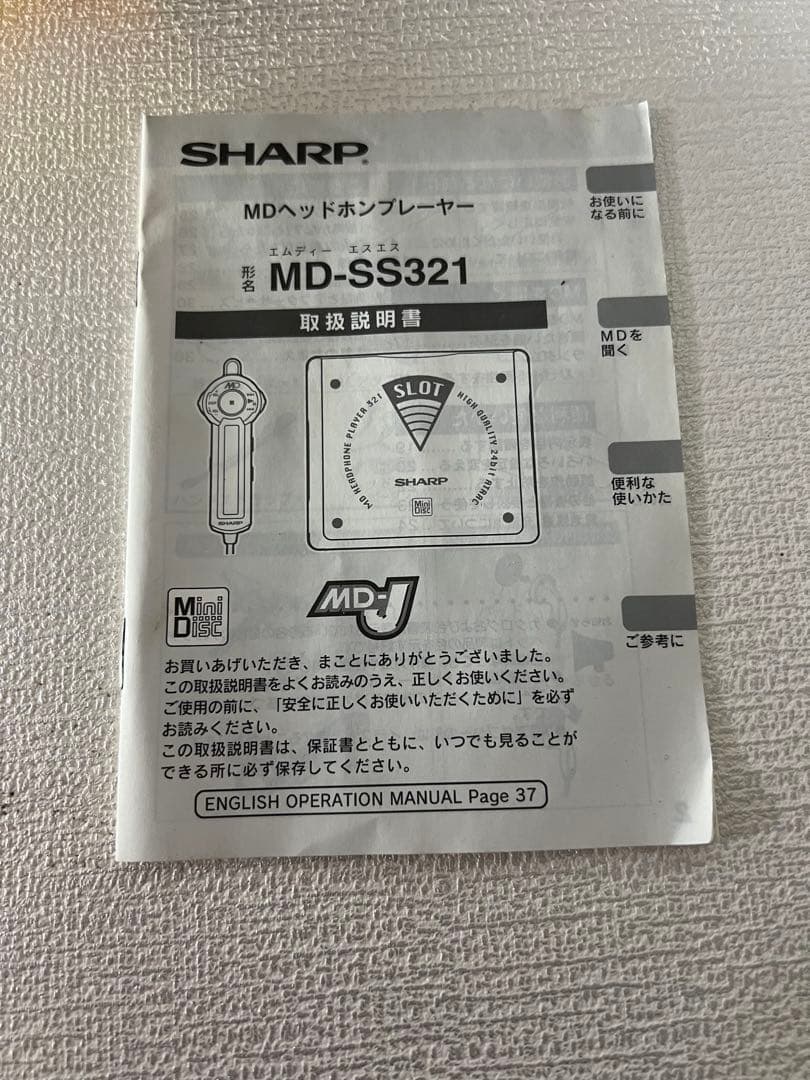 SHARP®
お使いに
なる前に
MDヘッドホンプレーヤー
エムディー エスエス
形名 MD-SS321
取扱説明書
MDを
聞く
MD
SHARP
SLOT
MD HEADPHONE PLAYER 321
HIGH QUALITY 24bit ATRAC
SHARP
Mini
Disc
便利な
使いかた
Mini
Disc
MD-J
ご参考に
お買いあげいただき、まことにありがとうございました。
この取扱説明書をよくお読みのうえ、正しくお使いください。
ご使用の前に、「安全に正しくお使いいただくために」を必ず
お読みください。
この取扱説明書は、保証書とともに、いつでも見ることが
できる所に必ず保存してください。
ENGLISH OPERATION MANUAL Page 37